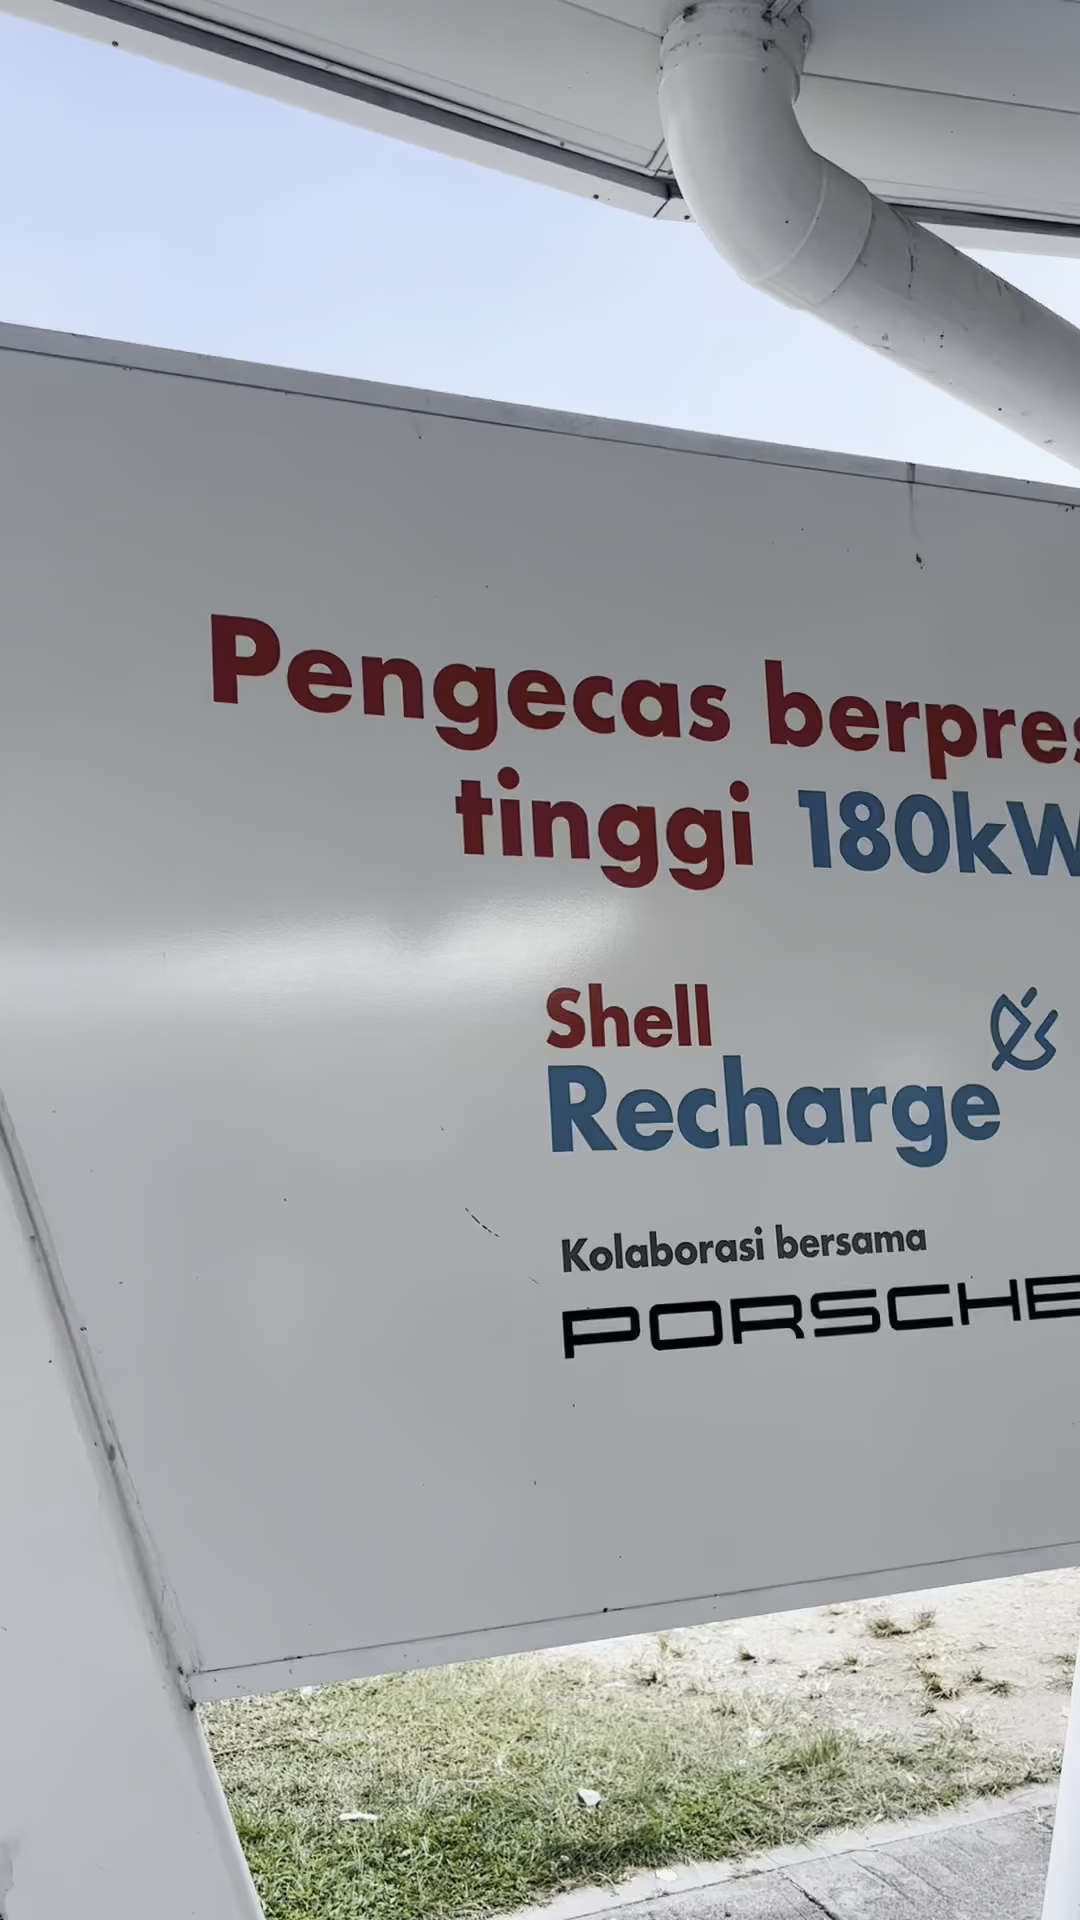 Pengecas berpres
tinggi 180kW
Shell
Recharge
Kolaborasi bersama
PORSCHE